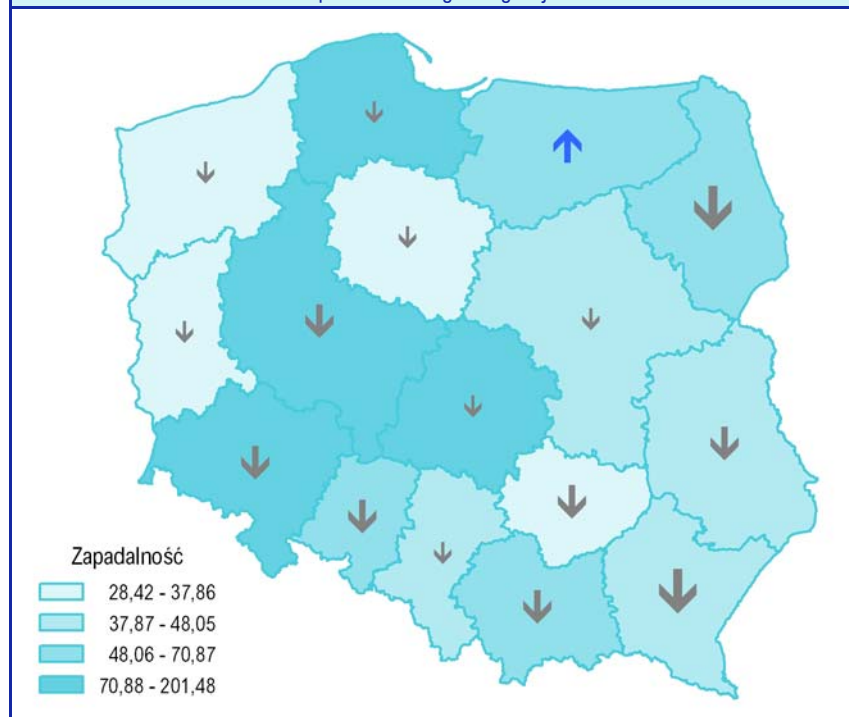 Zapadalność
28,42 - 37,86
37,87 - 48,05
48,06 - 70,87
70,88 - 201,48